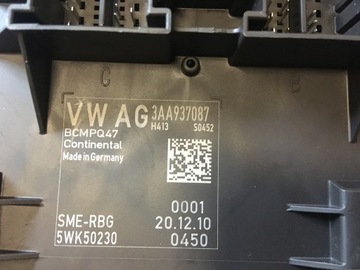 C
VW AG 3AA937087
BCMPQ47 H413 S0452
Continental
Made in Germany
0001
SME-RBG 20.12.10
5WK50230 0450